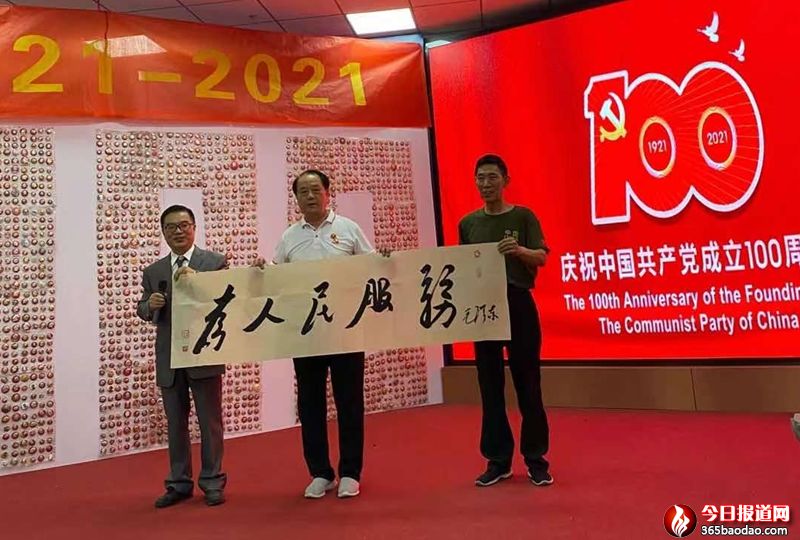 21-2021
100
1921
2021
庆祝中国共产党成立100周
The 100th Anniversary of the Founding
The Communist Party of China
为人民服务
毛泽东
今日报道网
365baodao.com